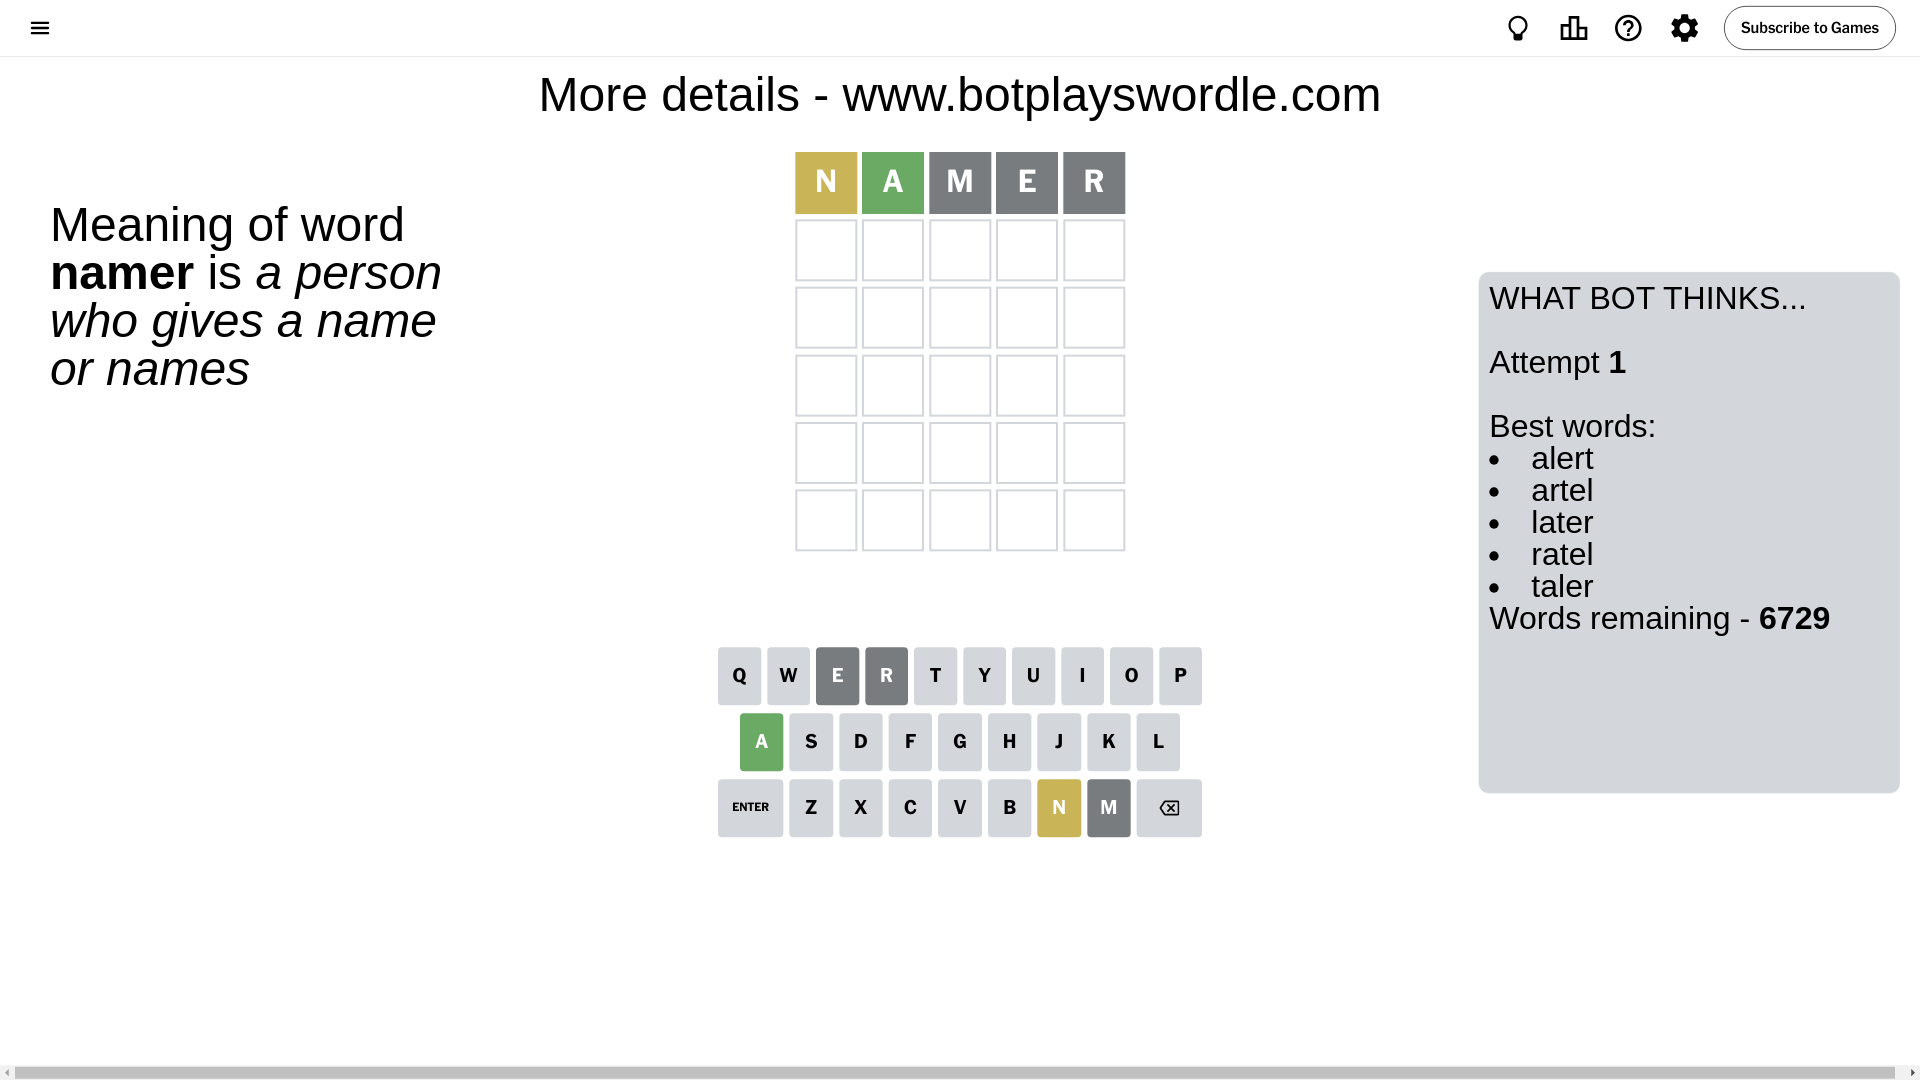 Subscribe to Games
More details - www.botplayswordle.com
N A M E R
Meaning of word
namer is a person
who gives a name
or names
WHAT BOT THINKS...
Attempt 1
Best words:
• alert
• artel
• later
• ratel
• taler
Words remaining - 6729
Q W E R T Y U I O P
A S D F G H J K L
ENTER Z X C V B N M